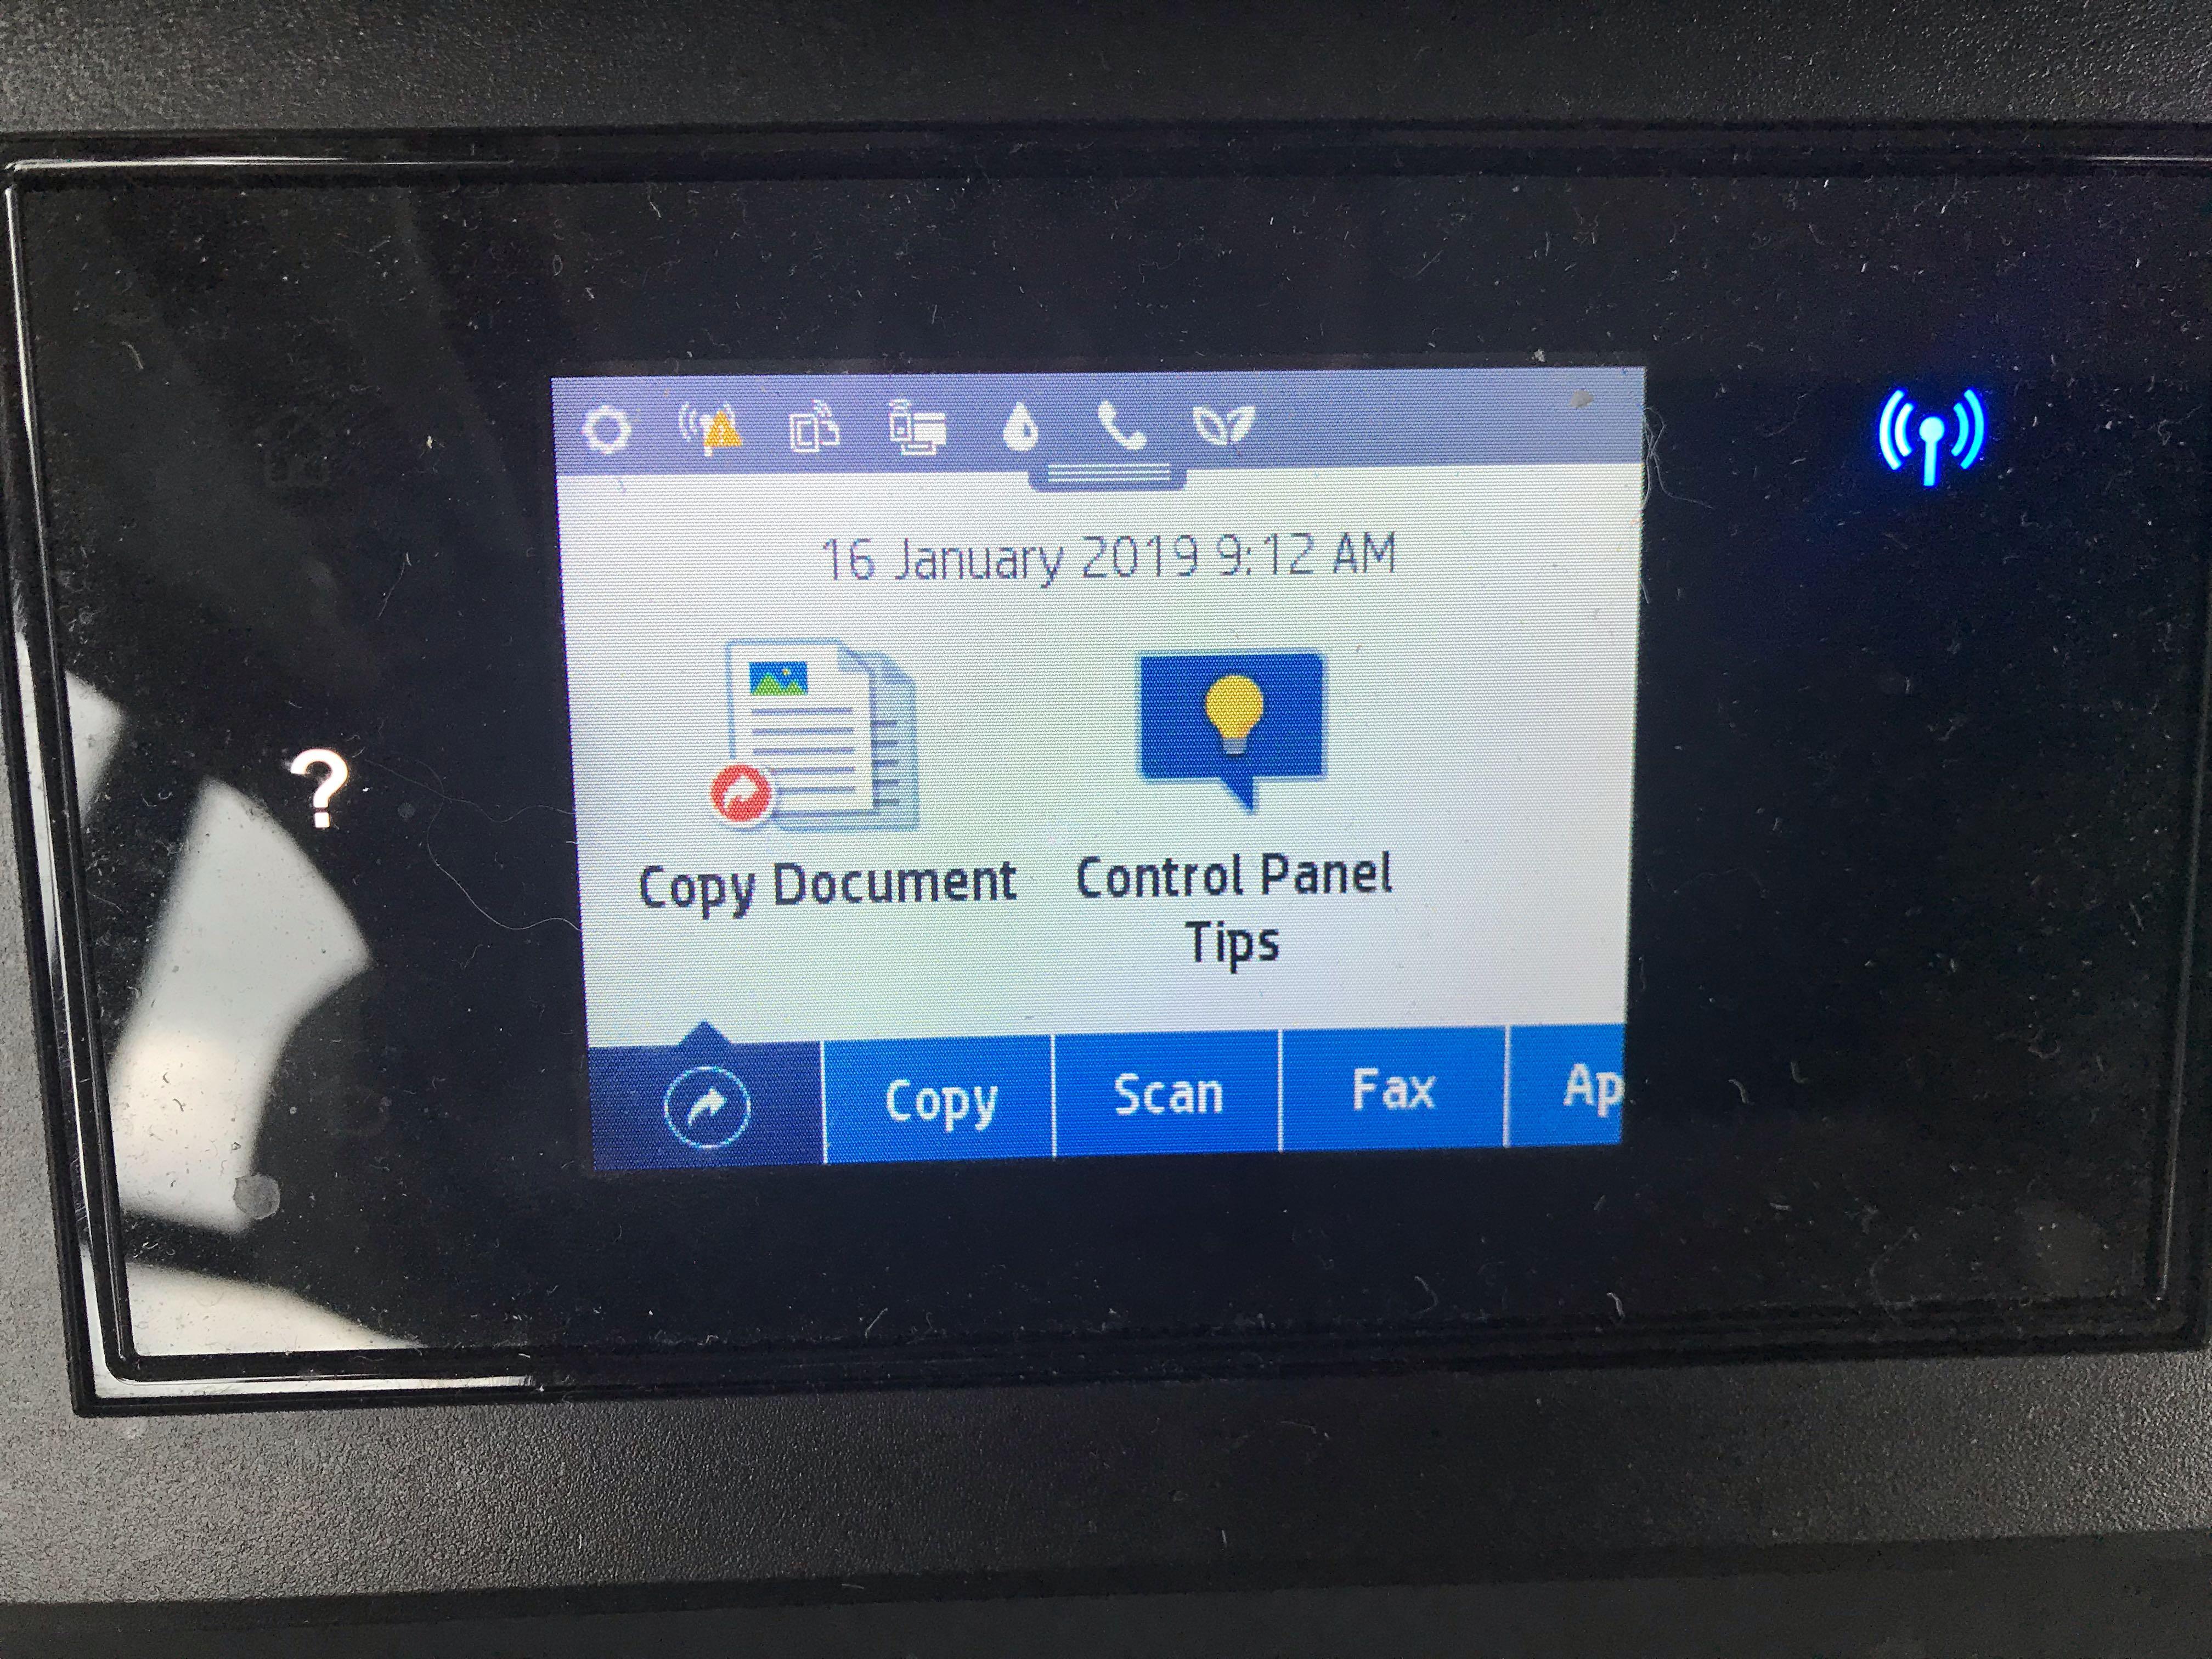 16 January 2019 9:12 AM
Copy Document
Control Panel
Tips
?
Copy
Scan
Fax
Ap